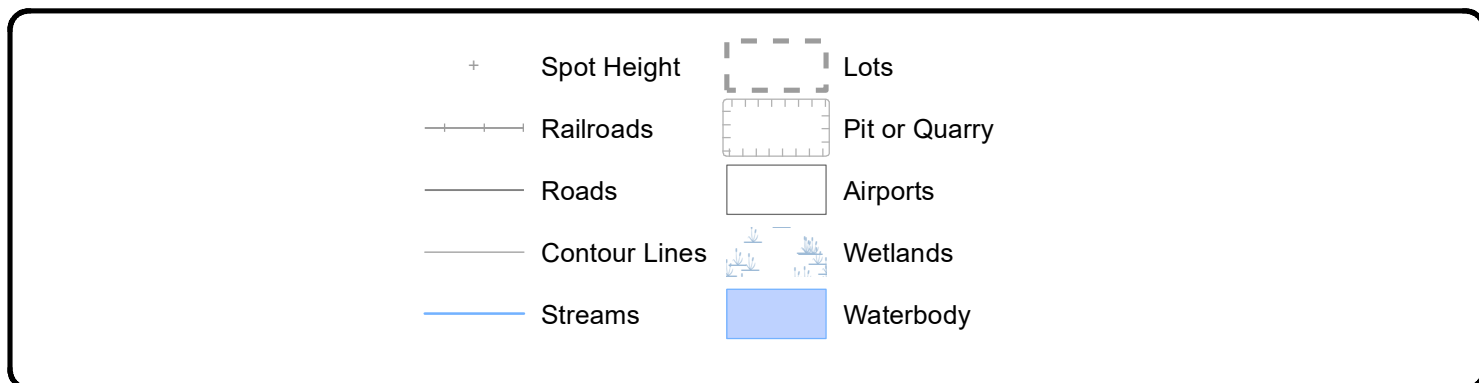 Spot Height
Railroads
Roads
Contour Lines
Streams
Lots
Pit or Quarry
Airports
Wetlands
Waterbody